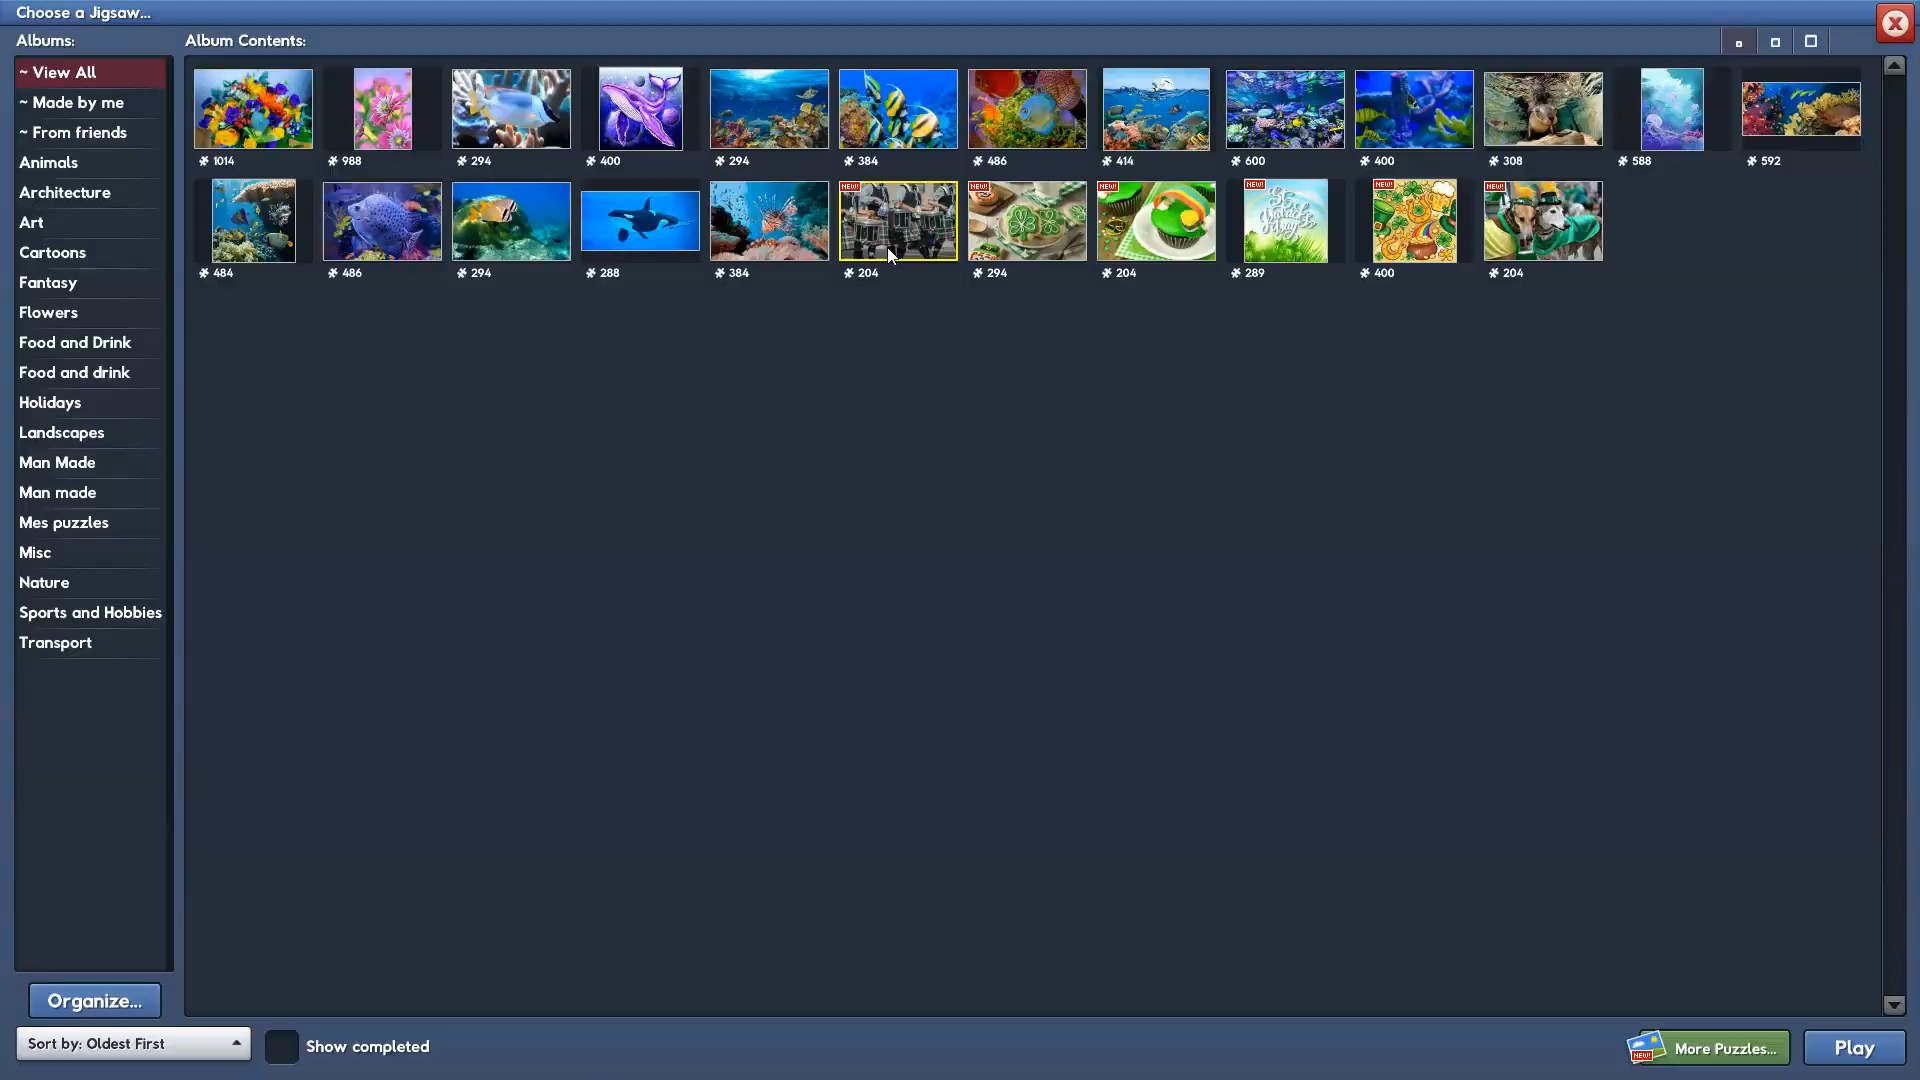 Choose a Jigsaw...
Albums:
Album Contents:
~ View All
~ Made by me
~ From friends
Animals
Architecture
Art
Cartoons
Fantasy
Flowers
Food and Drink
Food and drink
Holidays
Landscapes
Man Made
Man made
Mes puzzles
Misc
Nature
Sports and Hobbies
Transport
1014
988
294
400
294
384
486
414
600
400
308
588
592
NEW!
NEW!
NEW!
NEW!
NEW!
NEW!
St. Patrick's Day
484
486
294
288
384
204
294
204
289
400
204
Organize...
Sort by: Oldest First
Show completed
NEW!
More Puzzles...
Play